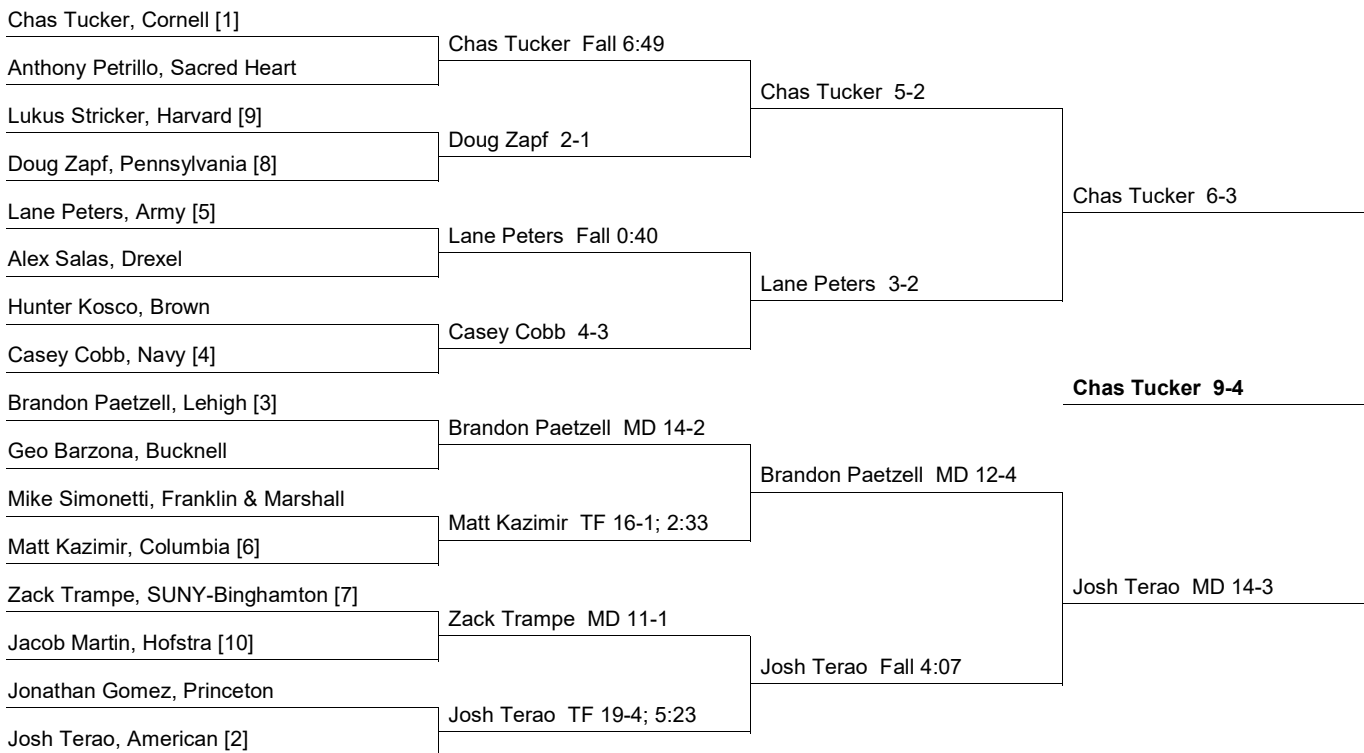 Chas Tucker, Cornell [1]
Anthony Petrillo, Sacred Heart
Lukus Stricker, Harvard [9]
Doug Zapf, Pennsylvania [8]
Lane Peters, Army [5]
Alex Salas, Drexel
Hunter Kosco, Brown
Casey Cobb, Navy [4]
Brandon Paetzell, Lehigh [3]
Geo Barzona, Bucknell
Mike Simonetti, Franklin & Marshall
Matt Kazimir, Columbia [6]
Zack Trampe, SUNY-Binghamton [7]
Jacob Martin, Hofstra [10]
Jonathan Gomez, Princeton
Josh Terao, American [2]
Chas Tucker Fall 6:49
Doug Zapf 2-1
Lane Peters Fall 0:40
Casey Cobb 4-3
Brandon Paetzell MD 14-2
Matt Kazimir TF 16-1; 2:33
Zack Trampe MD 11-1
Josh Terao TF 19-4; 5:23
Chas Tucker 5-2
Lane Peters 3-2
Brandon Paetzell MD 12-4
Josh Terao Fall 4:07
Chas Tucker 6-3
Josh Terao MD 14-3
Chas Tucker 9-4